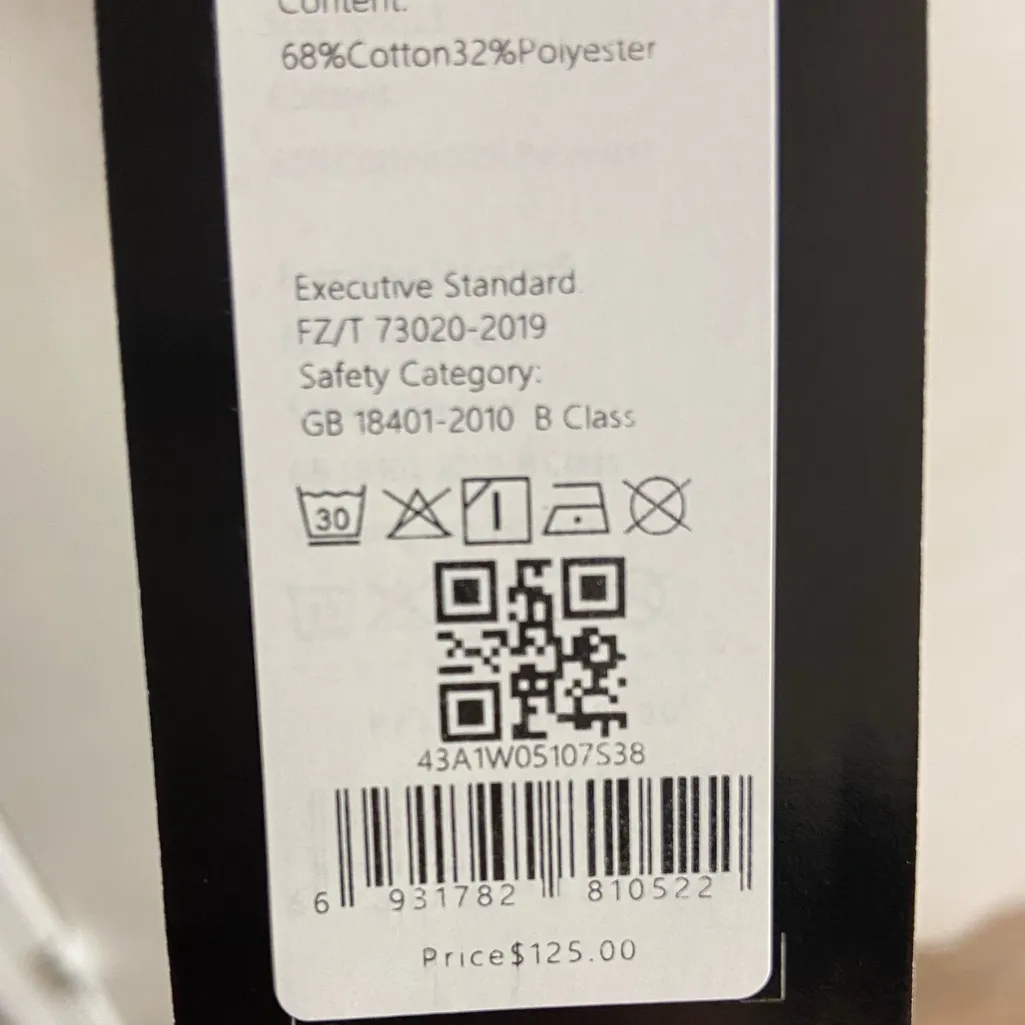 Content:
68%Cotton32%Polyester
Executive Standard:
FZ/T 73020-2019
Safety Category:
GB 18401-2010 B Class
30
43A1W05107S38
6 931782 810522
Price$125.00